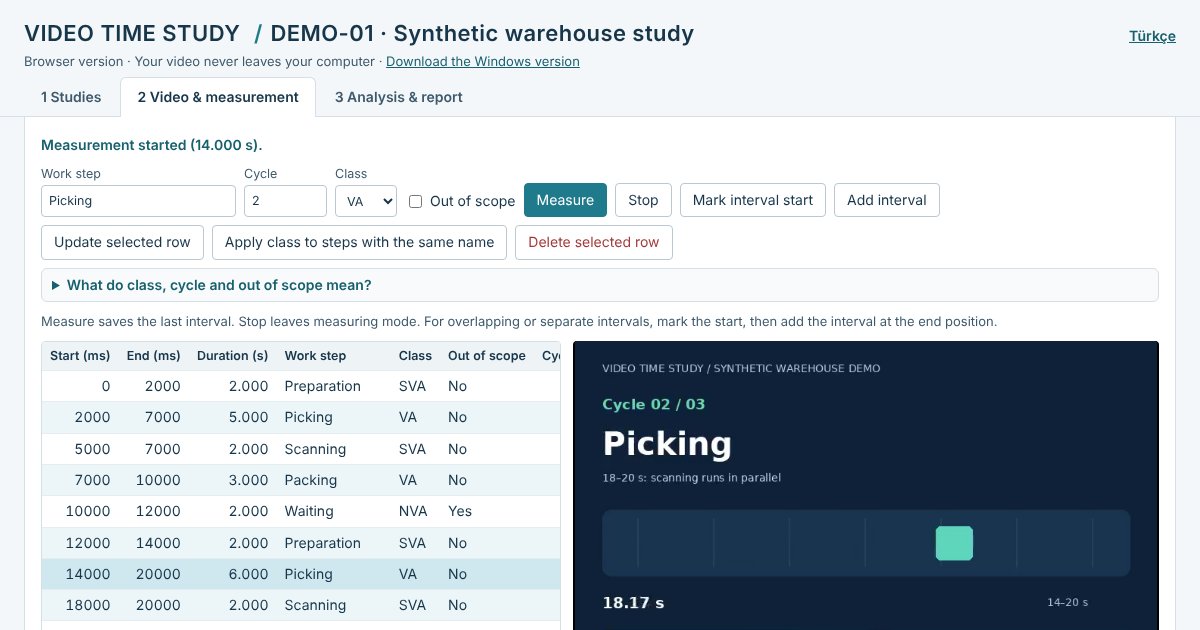 VIDEO TIME STUDY / DEMO-01 · Synthetic warehouse study
Türkçe
Browser version · Your video never leaves your computer · Download the Windows version
1 Studies 2 Video & measurement 3 Analysis & report
Measurement started (14.000 s).
Work step Cycle Class
Picking 2 VA Out of scope Measure Stop Mark interval start Add interval
Update selected row Apply class to steps with the same name Delete selected row
What do class, cycle and out of scope mean?
Measure saves the last interval. Stop leaves measuring mode. For overlapping or separate intervals, mark the start, then add the interval at the end position.
Start (ms) End (ms) Duration (s) Work step Class Out of scope
0 2000 2.000 Preparation SVA No
2000 7000 5.000 Picking VA No
5000 7000 2.000 Scanning SVA No
7000 10000 3.000 Packing VA No
10000 12000 2.000 Waiting NVA Yes
12000 14000 2.000 Preparation SVA No
14000 20000 6.000 Picking VA No
18000 20000 2.000 Scanning SVA No
VIDEO TIME STUDY / SYNTHETIC WAREHOUSE DEMO
Cycle 02 / 03
Picking
18–20 s: scanning runs in parallel
18.17 s
14–20 s